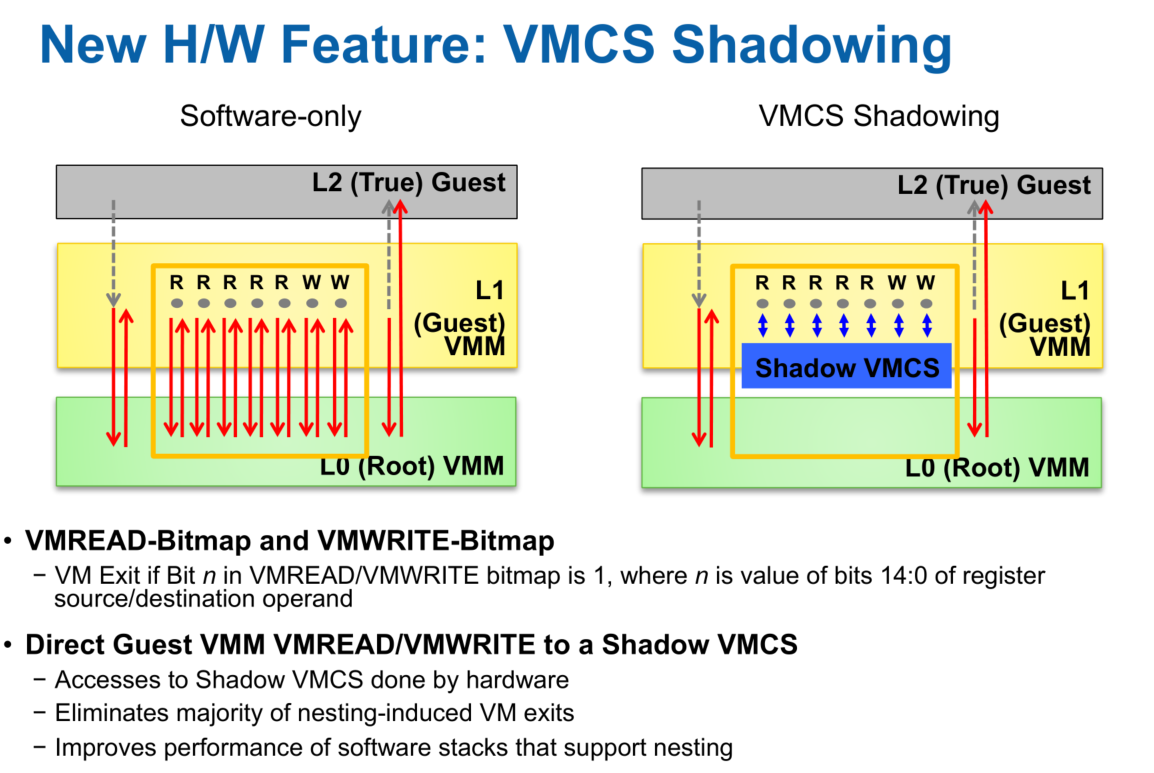 New H/W Feature: VMCS Shadowing
Software-only
L2 (True) Guest
R R R R R W W
L1
(Guest)
VMM
L0 (Root) VMM
VMCS Shadowing
L2 (True) Guest
R R R R R W W
L1
(Guest)
VMM
Shadow VMCS
L0 (Root) VMM
• VMREAD-Bitmap and VMWRITE-Bitmap
− VM Exit if Bit n in VMREAD/VMWRITE bitmap is 1, where n is value of bits 14:0 of register
source/destination operand
• Direct Guest VMM VMREAD/VMWRITE to a Shadow VMCS
− Accesses to Shadow VMCS done by hardware
− Eliminates majority of nesting-induced VM exits
− Improves performance of software stacks that support nesting